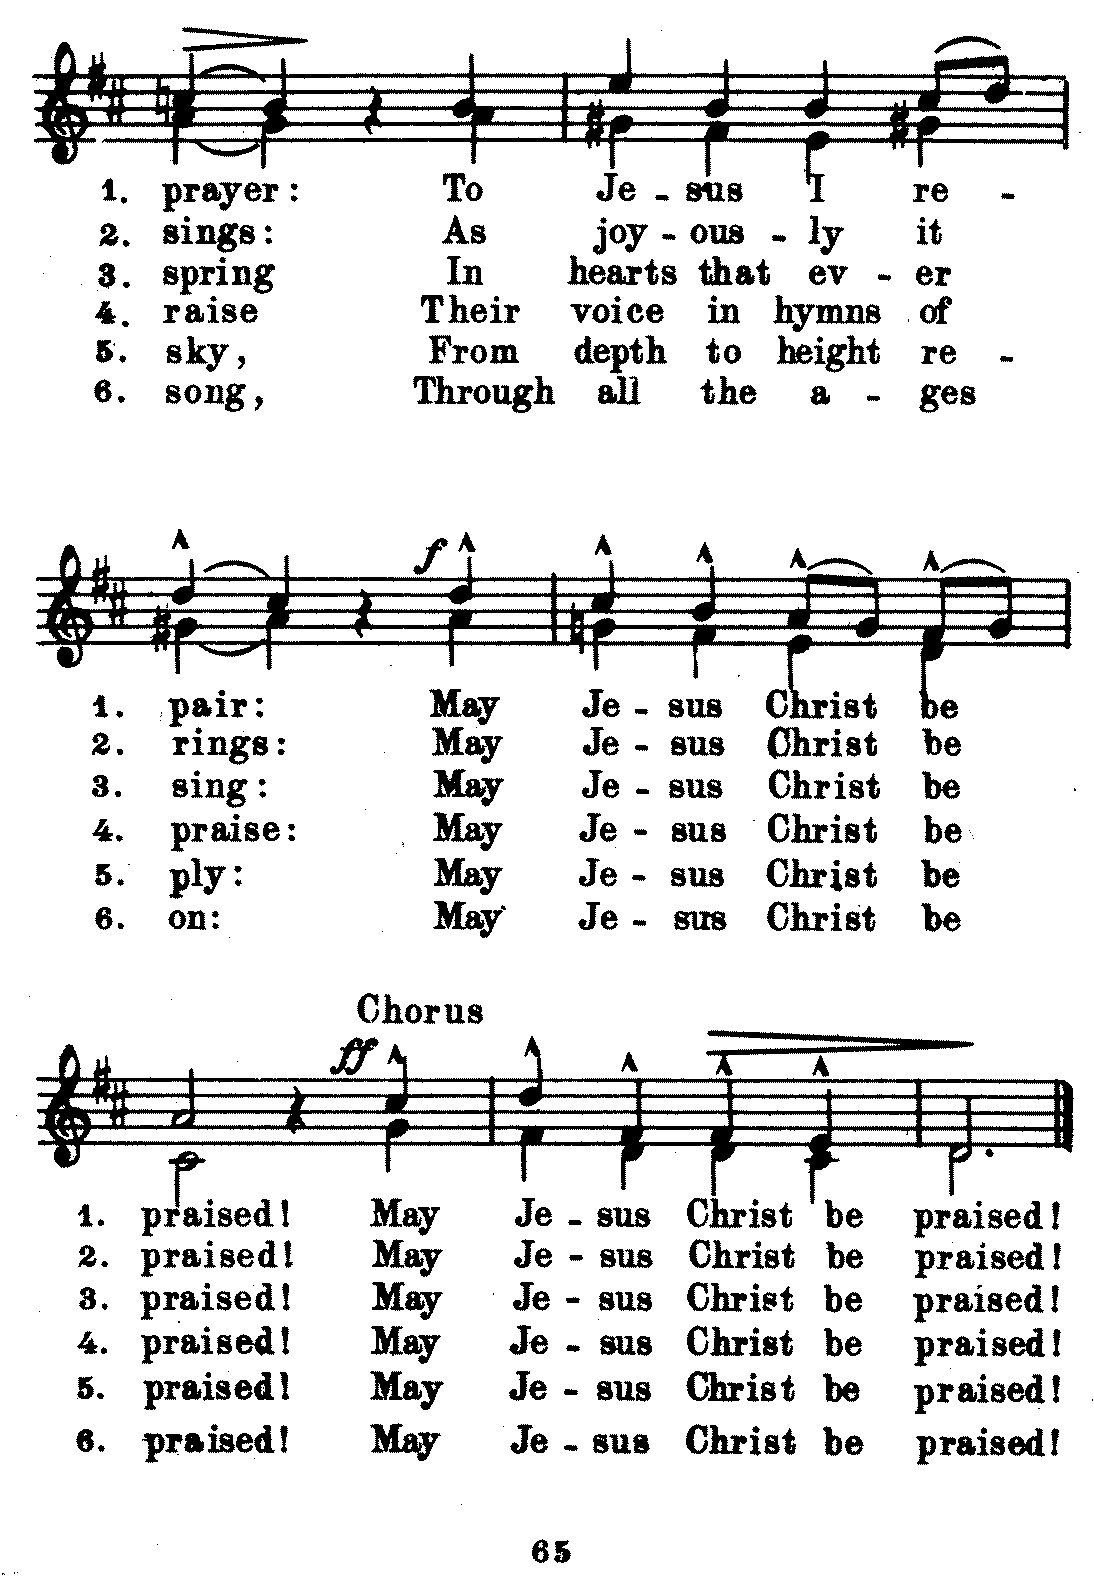 1. prayer: To Je - sus I re -
2. sings: As joy - ous - ly it
3. spring In hearts that ev - er
4. raise Their voice in hymns of
5. sky, From depth to height re -
6. song, Through all the a - ges
f
1. pair: May Je - sus Christ be
2. rings: May Je - sus Christ be
3. sing: May Je - sus Christ be
4. praise: May Je - sus Christ be
5. ply: May Je - sus Christ be
6. on: May Je - sus Christ be
Chorus
ff
1. praised! May Je - sus Christ be praised!
2. praised! May Je - sus Christ be praised!
3. praised! May Je - sus Christ be praised!
4. praised! May Je - sus Christ be praised!
5. praised! May Je - sus Christ be praised!
6. praised! May Je - sus Christ be praised!
65